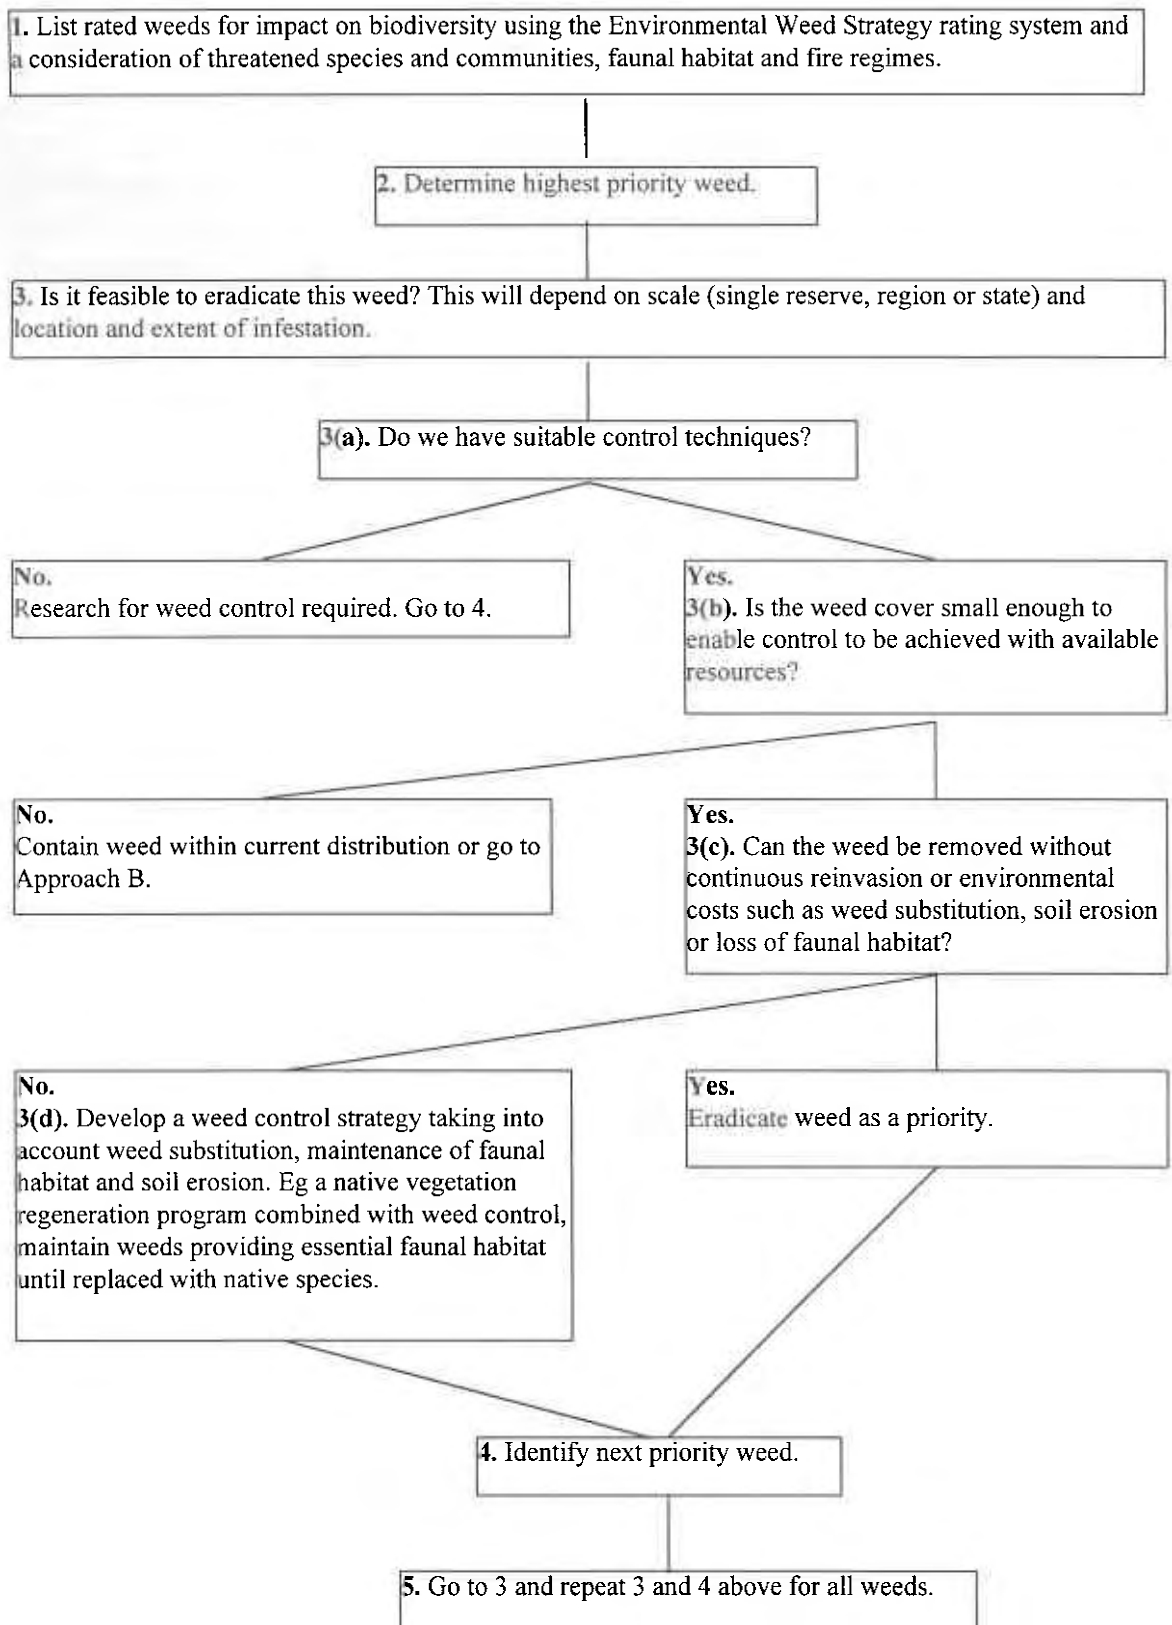 1. List rated weeds for impact on biodiversity using the Environmental Weed Strategy rating system and
a consideration of threatened species and communities, faunal habitat and fire regimes.
2. Determine highest priority weed.
3. Is it feasible to eradicate this weed? This will depend on scale (single reserve, region or state) and
location and extent of infestation.
3(a). Do we have suitable control techniques?
No.
Research for weed control required. Go to 4.
Yes.
3(b). Is the weed cover small enough to
enable control to be achieved with available
resources?
No.
Contain weed within current distribution or go to
Approach B.
Yes.
3(c). Can the weed be removed without
continuous reinvasion or environmental
costs such as weed substitution, soil erosion
or loss of faunal habitat?
No.
3(d). Develop a weed control strategy taking into
account weed substitution, maintenance of faunal
habitat and soil erosion. Eg a native vegetation
regeneration program combined with weed control,
maintain weeds providing essential faunal habitat
until replaced with native species.
Yes.
Eradicate weed as a priority.
4. Identify next priority weed.
5. Go to 3 and repeat 3 and 4 above for all weeds.